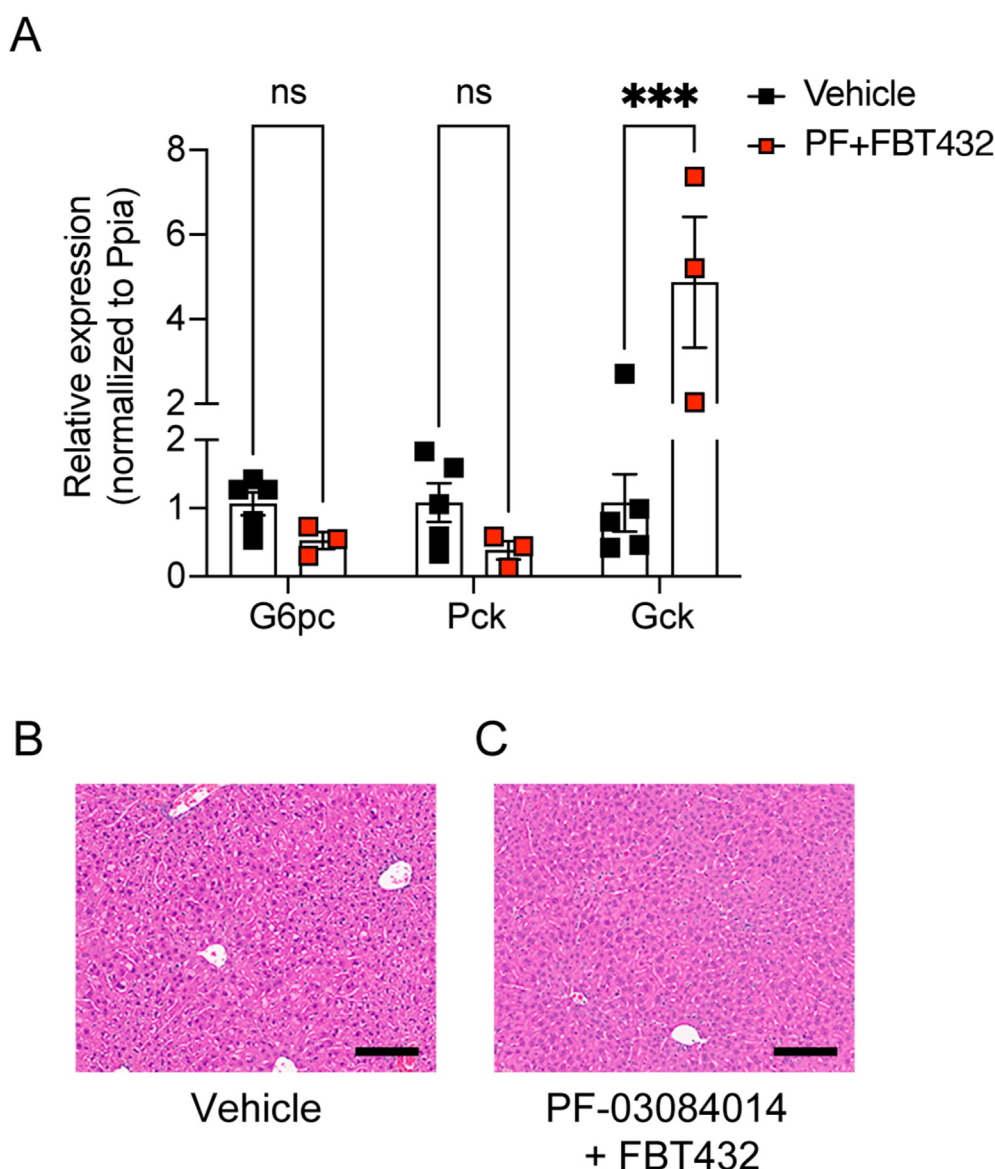 A
ns
ns
***
Vehicle
PF+FBT432
Relative expression
(normallized to Ppia)
8
6
4
2
2
1
0
G6pc
Pck
Gck
B
C
Vehicle
PF-03084014
+ FBT432